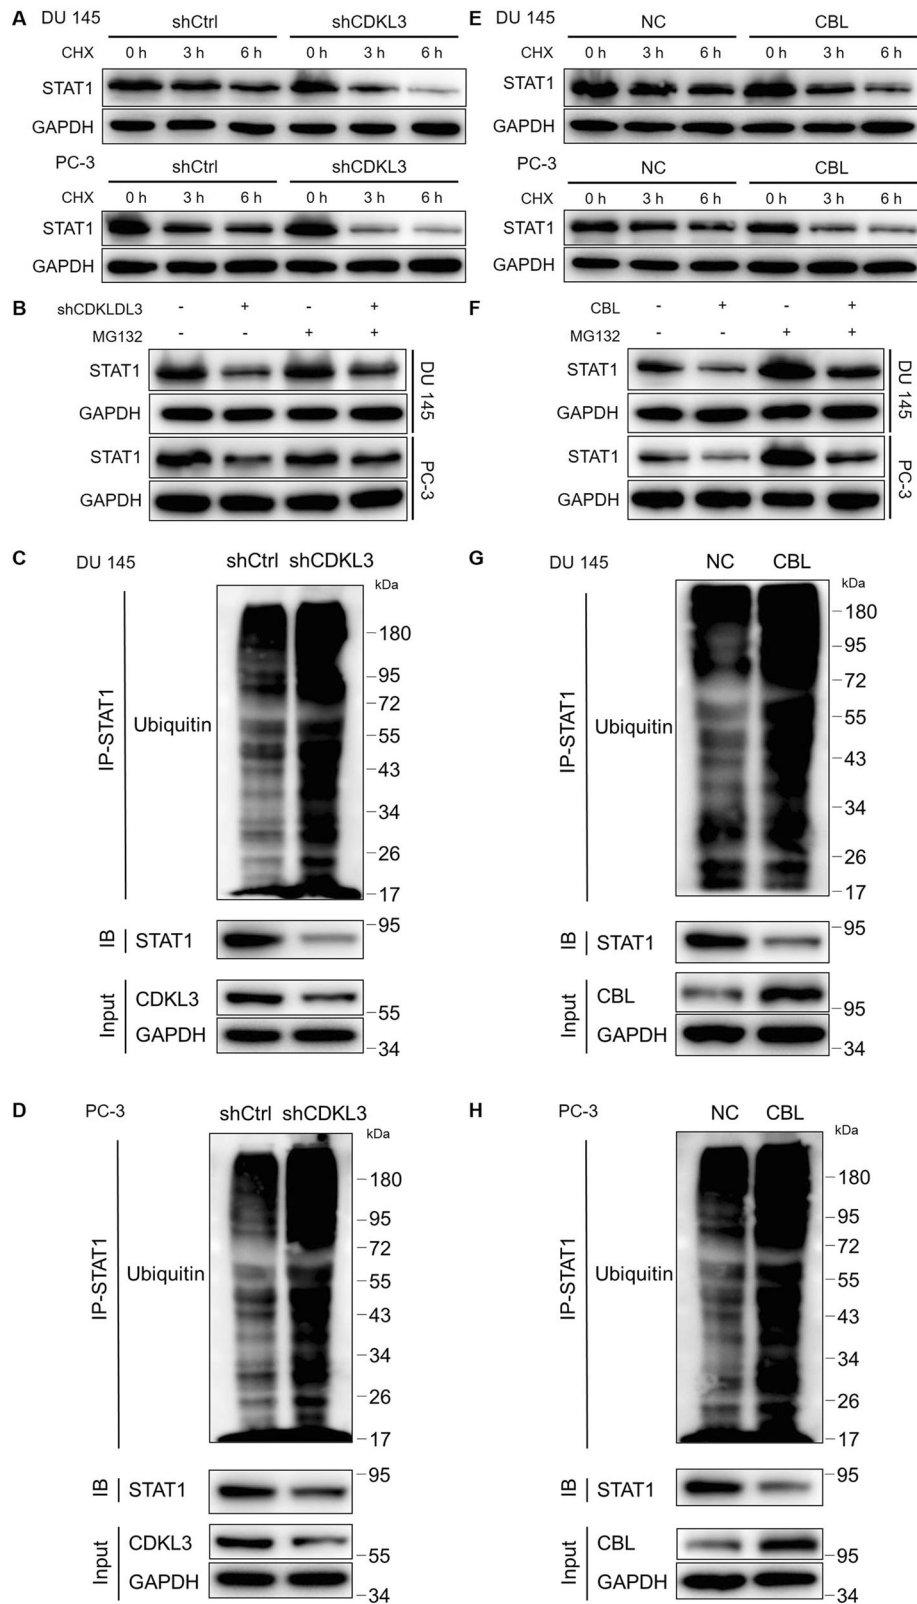 A DU 145 shCtrl shCDKL3
CHX 0 h 3 h 6 h 0 h 3 h 6 h
STAT1
GAPDH
PC-3 shCtrl shCDKL3
CHX 0 h 3 h 6 h 0 h 3 h 6 h
STAT1
GAPDH
B shCDKLDL3 - + - +
MG132 - - + +
STAT1
GAPDH
DU 145
STAT1
GAPDH
PC-3
C DU 145 shCtrl shCDKL3
kDa
IP-STAT1
Ubiquitin
180
95
72
55
43
34
26
17
IB STAT1 95
Input
CDKL3 55
GAPDH 34
D PC-3 shCtrl shCDKL3
kDa
IP-STAT1
Ubiquitin
180
95
72
55
43
34
26
17
IB STAT1 95
Input
CDKL3 55
GAPDH 34
E DU 145 NC CBL
CHX 0 h 3 h 6 h 0 h 3 h 6 h
STAT1
GAPDH
PC-3 NC CBL
CHX 0 h 3 h 6 h 0 h 3 h 6 h
STAT1
GAPDH
F CBL - + - +
MG132 - - + +
STAT1
GAPDH
DU 145
STAT1
GAPDH
PC-3
G DU 145 NC CBL
kDa
IP-STAT1
Ubiquitin
180
95
72
55
43
34
26
17
IB STAT1 95
Input
CBL 95
GAPDH 34
H PC-3 NC CBL
kDa
IP-STAT1
Ubiquitin
180
95
72
55
43
34
26
17
IB STAT1 95
Input
CBL 95
GAPDH 34